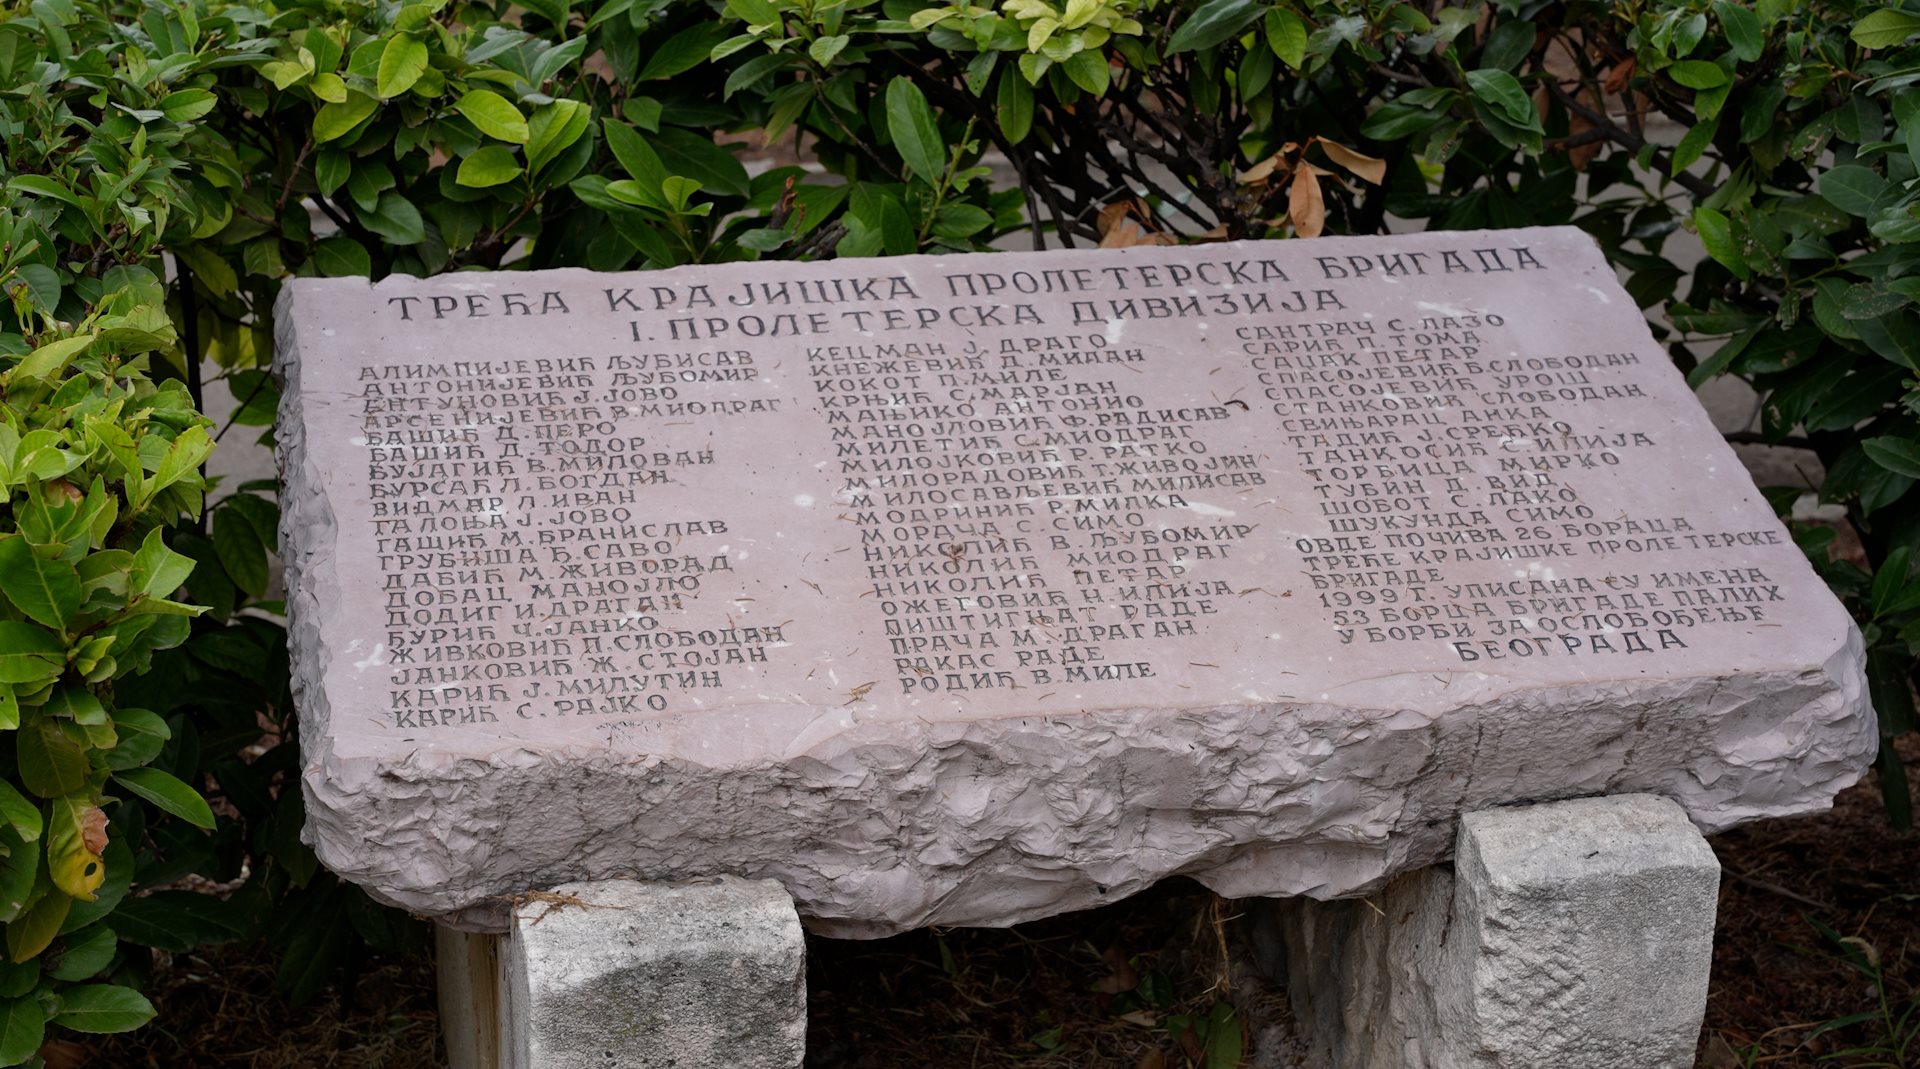 ТРЕЋА КРАЈИШКА ПРОЛЕТЕРСКА БРИГАДА
I. ПРОЛЕТЕРСКА ДИВИЗИЈА
АЛИМПИЈЕВИЋ ЉУБИСАВ
АНТОНИЈЕВИЋ ЉУБОМИР
АНТУНОВИЋ Ј. ЈОВО
АРСЕНИЈЕВИЋ В. МИОДРАГ
БАШИЋ Д. ПЕРО
БАШИЋ Д. ТОДОР
БУЈАГИЋ В. МИЛОВАН
БУРСАЋ Л. БОГДАН
ВИДМАР Л. ИВАН
ГАЛОЊА Ј. ЈОВО
ГАШИЋ М. БРАНИСЛАВ
ГРУБИША Ђ. САВО
ДАБИЋ М. ЖИВОРАД
ДОБАЦ МАНОЈЛО
ДОДИГ И. ДРАГАН
ЂУРИЋ Ч. ЈАНКО
ЖИВКОВИЋ П. СЛОБОДАН
ЈАНКОВИЋ Ж. СТОЈАН
КАРИЋ Ј. МИЛУТИН
КАРИЋ С. РАЈКО
КЕЦМАН Ј. ДРАГО
КНЕЖЕВИЋ Д. МИЛАН
КОКОТ П. МИЛЕ
КРЊИЋ С. МАРЈАН
МАЊИКО АНТОНИО
МАНОЈЛОВИЋ Ф. РАДИСАВ
МИЛЕТИЋ С. МИОДРАГ
МИЛОЈКОВИЋ Р. РАТКО
МИЛОРАДОВИЋ Т. ЖИВОЈИН
МИЛОСАВЉЕВИЋ МИЛИСАВ
МОДРИНИЋ Р. МИЛКА
МОРАЧА С. СИМО
НИКОЛИЋ В. ЉУБОМИР
НИКОЛИЋ МИОДРАГ
НИКОЛИЋ ПЕТАР
ОЖЕГОВИЋ Н. ИЛИЈА
ПИШТИГЊАТ РАДЕ
ПРАЧА М. ДРАГАН
РАКАС РАДЕ
РОДИЋ В. МИЛЕ
САНТРАЧ С. ЛАЗО
САРИЋ П. ТОМА
САЏАК ПЕТАР
СПАСОЈЕВИЋ Б. СЛОБОДАН
СПАСОЈЕВИЋ УРОШ
СТАНКОВИЋ СЛОБОДАН
СВИЊАРАЦ АНКА
ТАДИЋ Ј. СРЕЋКО
ТАНКОСИЋ С. ИЛИЈА
ТОРБИЦА МИРКО
ТУБИН Д. ВИД
ШОБОТ С. ЛАКО
ШУКУНДА СИМО
ОВДЕ ПОЧИВА 26 БОРАЦА
ТРЕЋЕ КРАЈИШКЕ ПРОЛЕТЕРСКЕ
БРИГАДЕ
1999 Г. УПИСАНА СУ ИМЕНА
53 БОРЦА БРИГАДЕ ПАЛИХ
У БОРБИ ЗА ОСЛОБОЂЕЊЕ
БЕОГРАДА